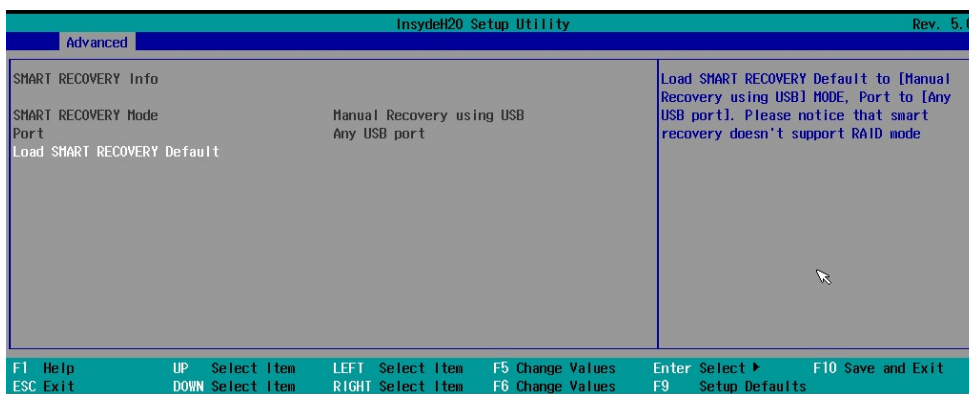 InsydeH20 Setup Utility Rev. 5.0
Advanced
SMART RECOVERY Info
SMART RECOVERY Mode Manual Recovery using USB
Port Any USB port
Load SMART RECOVERY Default
Load SMART RECOVERY Default to [Manual
Recovery using USB] MODE, Port to [Any
USB port]. Please notice that smart
recovery doesn't support RAID mode
F1 Help UP Select Item LEFT Select Item F5 Change Values Enter Select ▶ F10 Save and Exit
ESC Exit DOWN Select Item RIGHT Select Item F6 Change Values F9 Setup Defaults